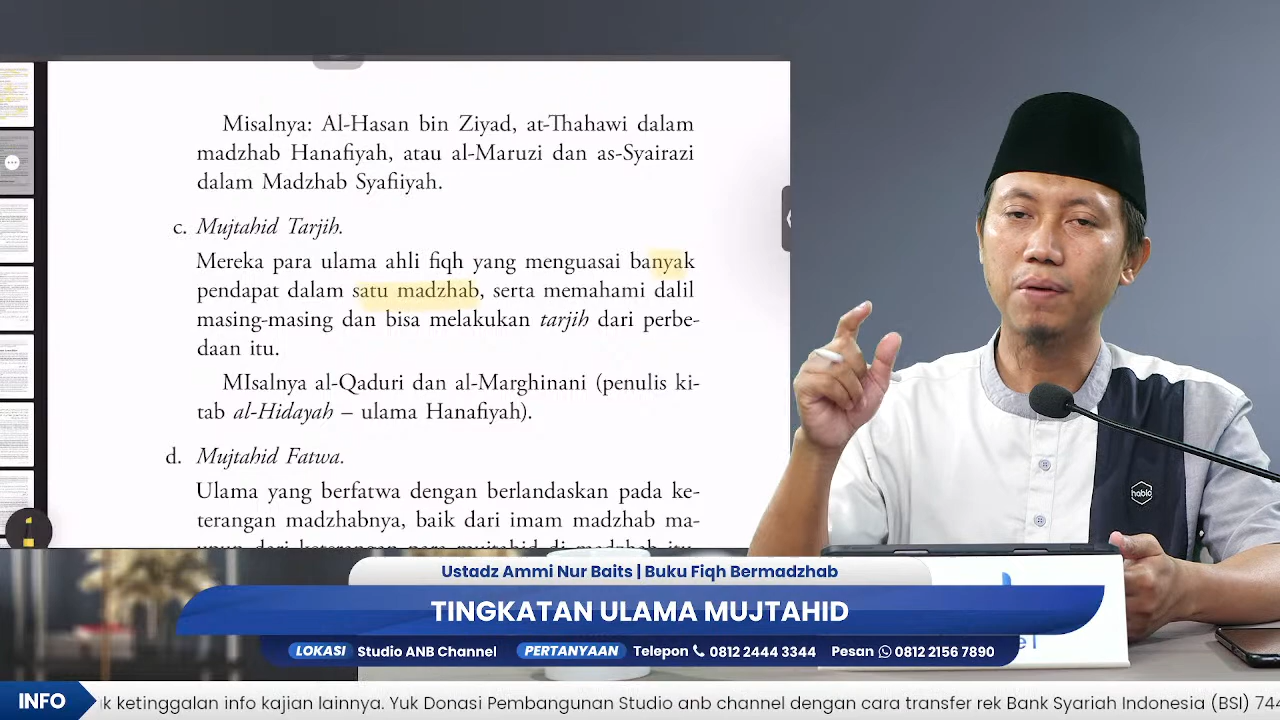 Misalnya: Al-Hasan bin Ziyad, at-Thahawi dalam
madzhab Hanafiyah, atau al-Maruzi dan as-Syairazi
dalam Madzhab Syafiiyah.
c. Mujtahid Tarjih.
Mereka para ulama ahli fiqh yang menguasai banyak
pendapat dalam satu madzhab, serta memahami dalil
masing-masing dan bisa melakukan tarjih dari perbe-
daan itu.
MIsalnya al-Qaduri dan al-Marghinani (penulis ki-
tab al-Hidayah – ulama Hanafiyah).
d. Mujtahid Fatwa.
Ulama yang berfatwa dengan berlandaskan pada ke-
terangan madzhabnya, baik dari imam madzhab ma-
hablo
Ustadz Ammi Nur Baits | Buku Fiqh Bermadzhab
TINGKATAN ULAMA MUJTAHID
LOKASI Studio ANB Channel PERTANYAAN Telepon 0812 2444 3344 Pesan 0812 2156 7890
INFO k ketinggalan info kajian lainnya. Yuk Donasi Pembangunan Studio anb channel dengan cara transfer rek Bank Syariah Indonesia (BSI) 744